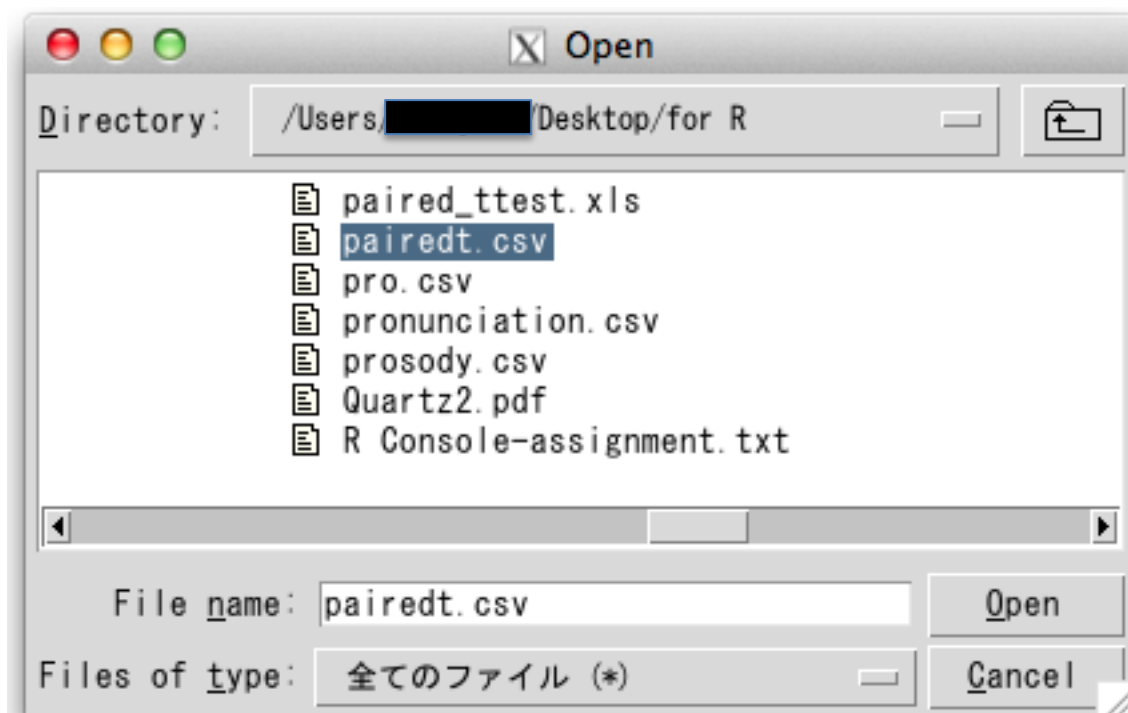 Open
Directory: /Users/ /Desktop/for R
paired_ttest.xls
pairedt.csv
pro.csv
pronunciation.csv
prosody.csv
Quartz2.pdf
R Console-assignment.txt
File name: pairedt.csv Open
Files of type: 全てのファイル (*) Cancel